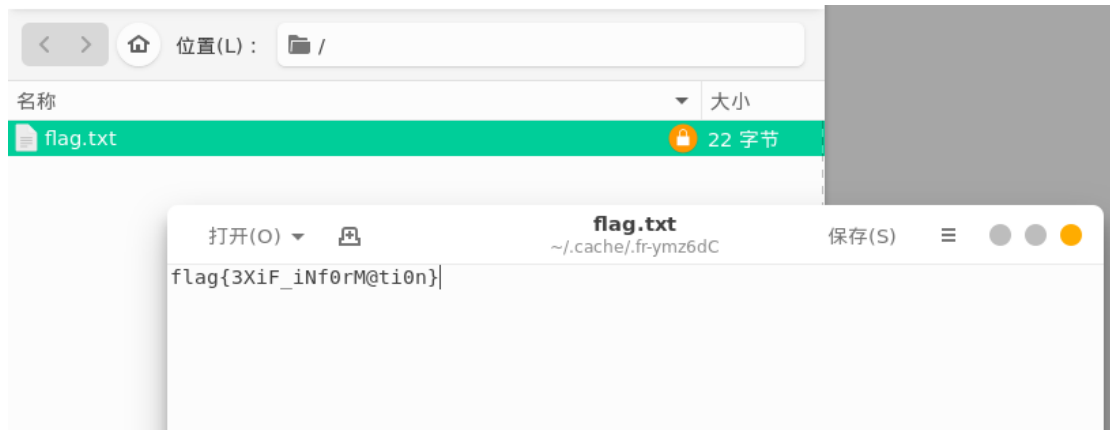 位置(L)： /
名称 大小
flag.txt 22 字节
打开(O) flag.txt 保存(S)
~/.cache/.fr-ymz6dC
flag{3XiF_iNf0rM@ti0n}